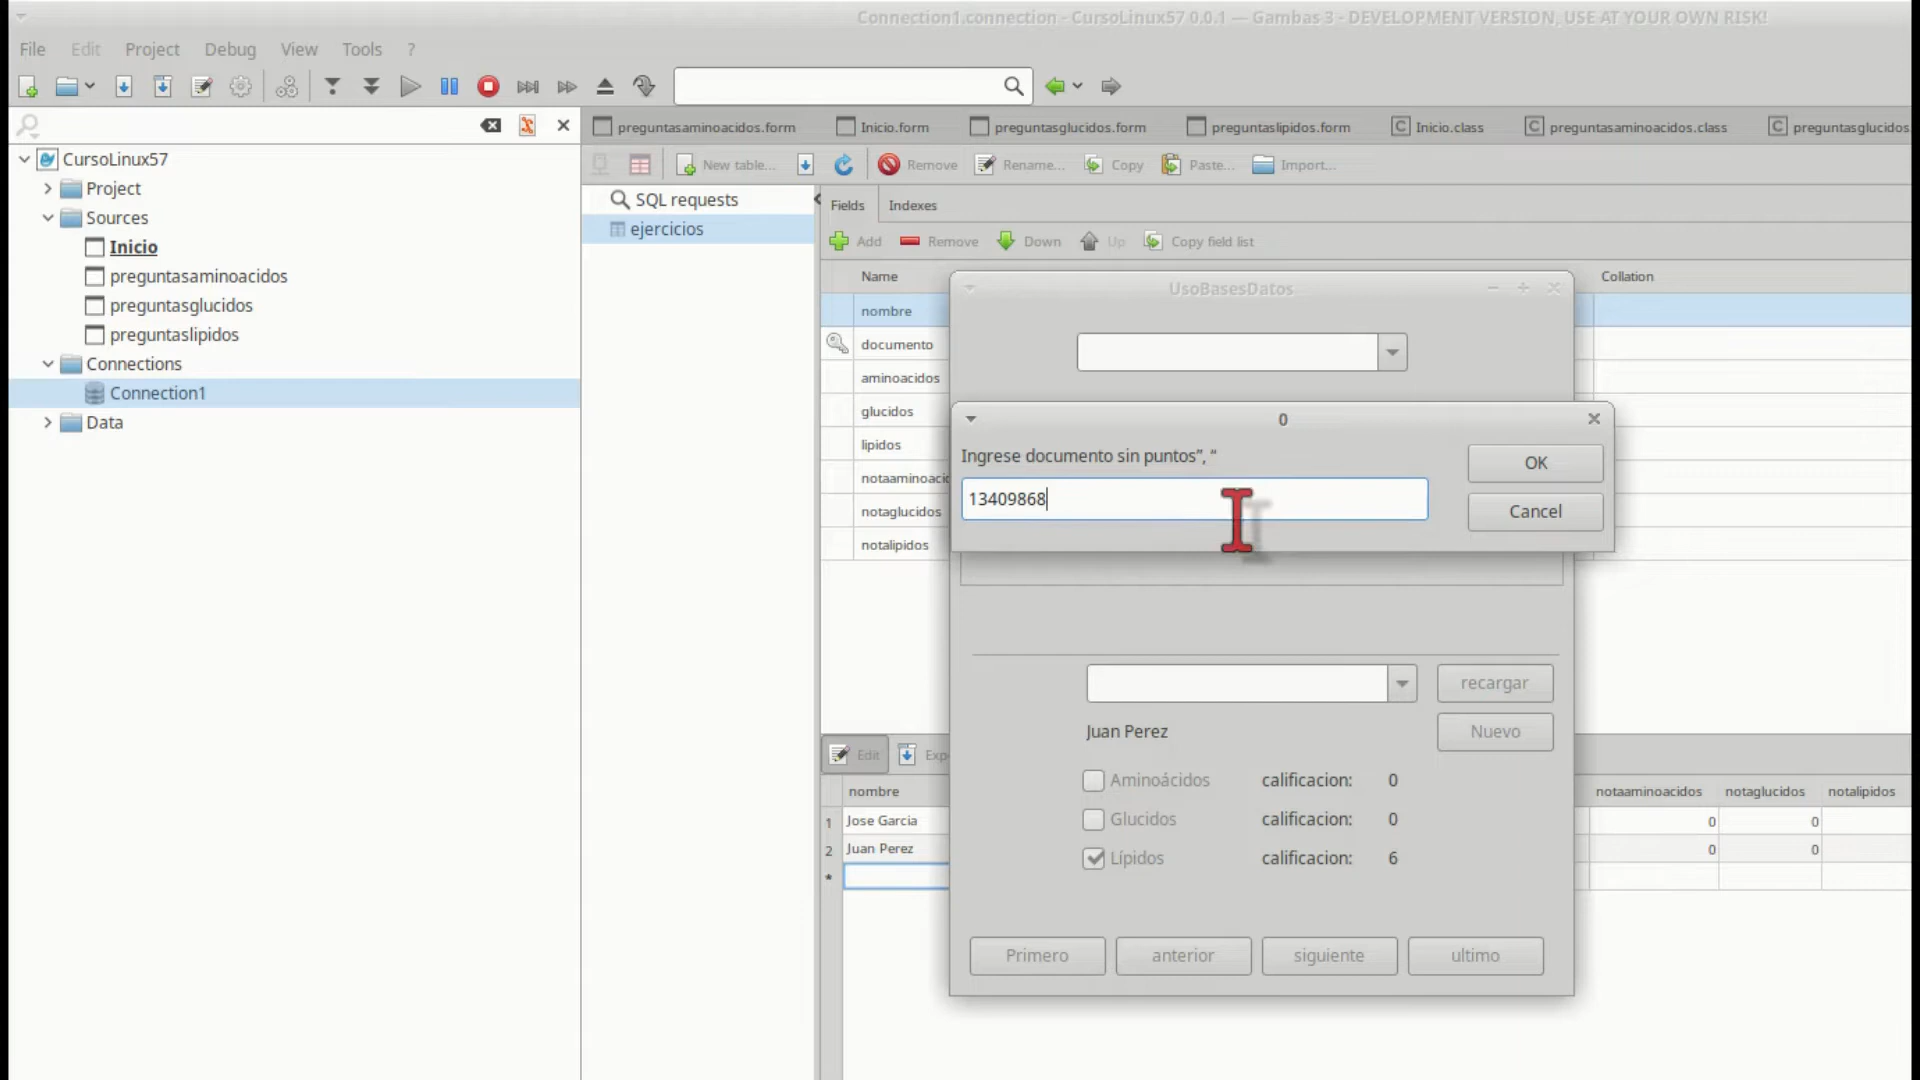 Connection1.connection - CursoLinux57 0.0.1 — Gambas 3 - DEVELOPMENT VERSION, USE AT YOUR OWN RISK!
File Edit Project Debug View Tools ?
preguntasaminoacidos.form Inicio.form preguntasglucidos.form preguntaslipidos.form Inicio.class preguntasaminoacidos.class preguntasglucidos.
CursoLinux57
Project
Sources
Inicio
preguntasaminoacidos
preguntasglucidos
preguntaslipidos
Connections
Connection1
Data
New table... Remove Rename... Copy Paste... Import...
SQL requests
ejercicios
Fields Indexes
Add Remove Down Up Copy field list
Name Collation
nombre
documento
aminoacidos
glucidos
lipidos
notaaminoacid
notaglucidos
notalipidos
UsoBasesDatos
0
Ingrese documento sin puntos”, “
13409868
OK
Cancel
recargar
Juan Perez
Nuevo
Aminoácidos calificacion: 0
Glucidos calificacion: 0
Lípidos calificacion: 6
Primero anterior siguiente ultimo
Edit Exp
nombre notaaminoacidos notaglucidos notalipidos
1 Jose Garcia 0 0
2 Juan Perez 0 0
*